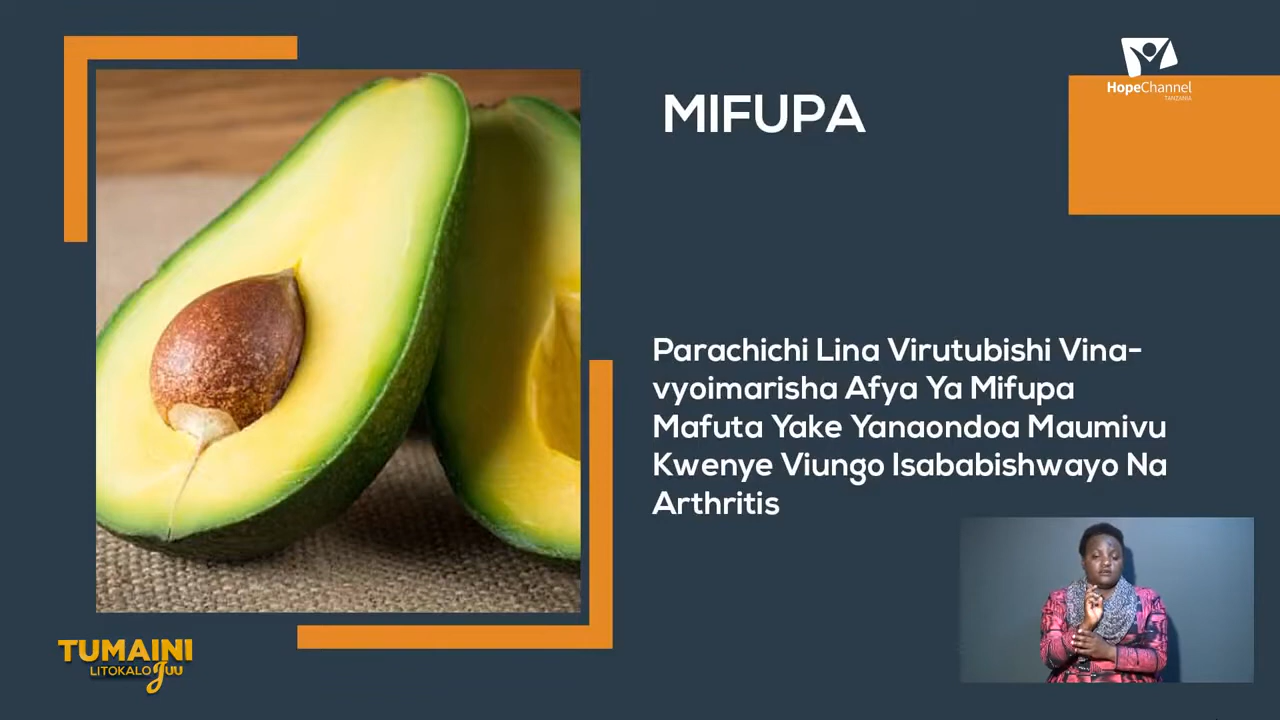 HopeChannel
TANZANIA
MIFUPA
Parachichi Lina Virutubishi Vina-
vyoimarisha Afya Ya Mifupa
Mafuta Yake Yanaondoa Maumivu
Kwenye Viungo Isababishwayo Na
Arthritis
TUMAINI
LITOKALO JUU